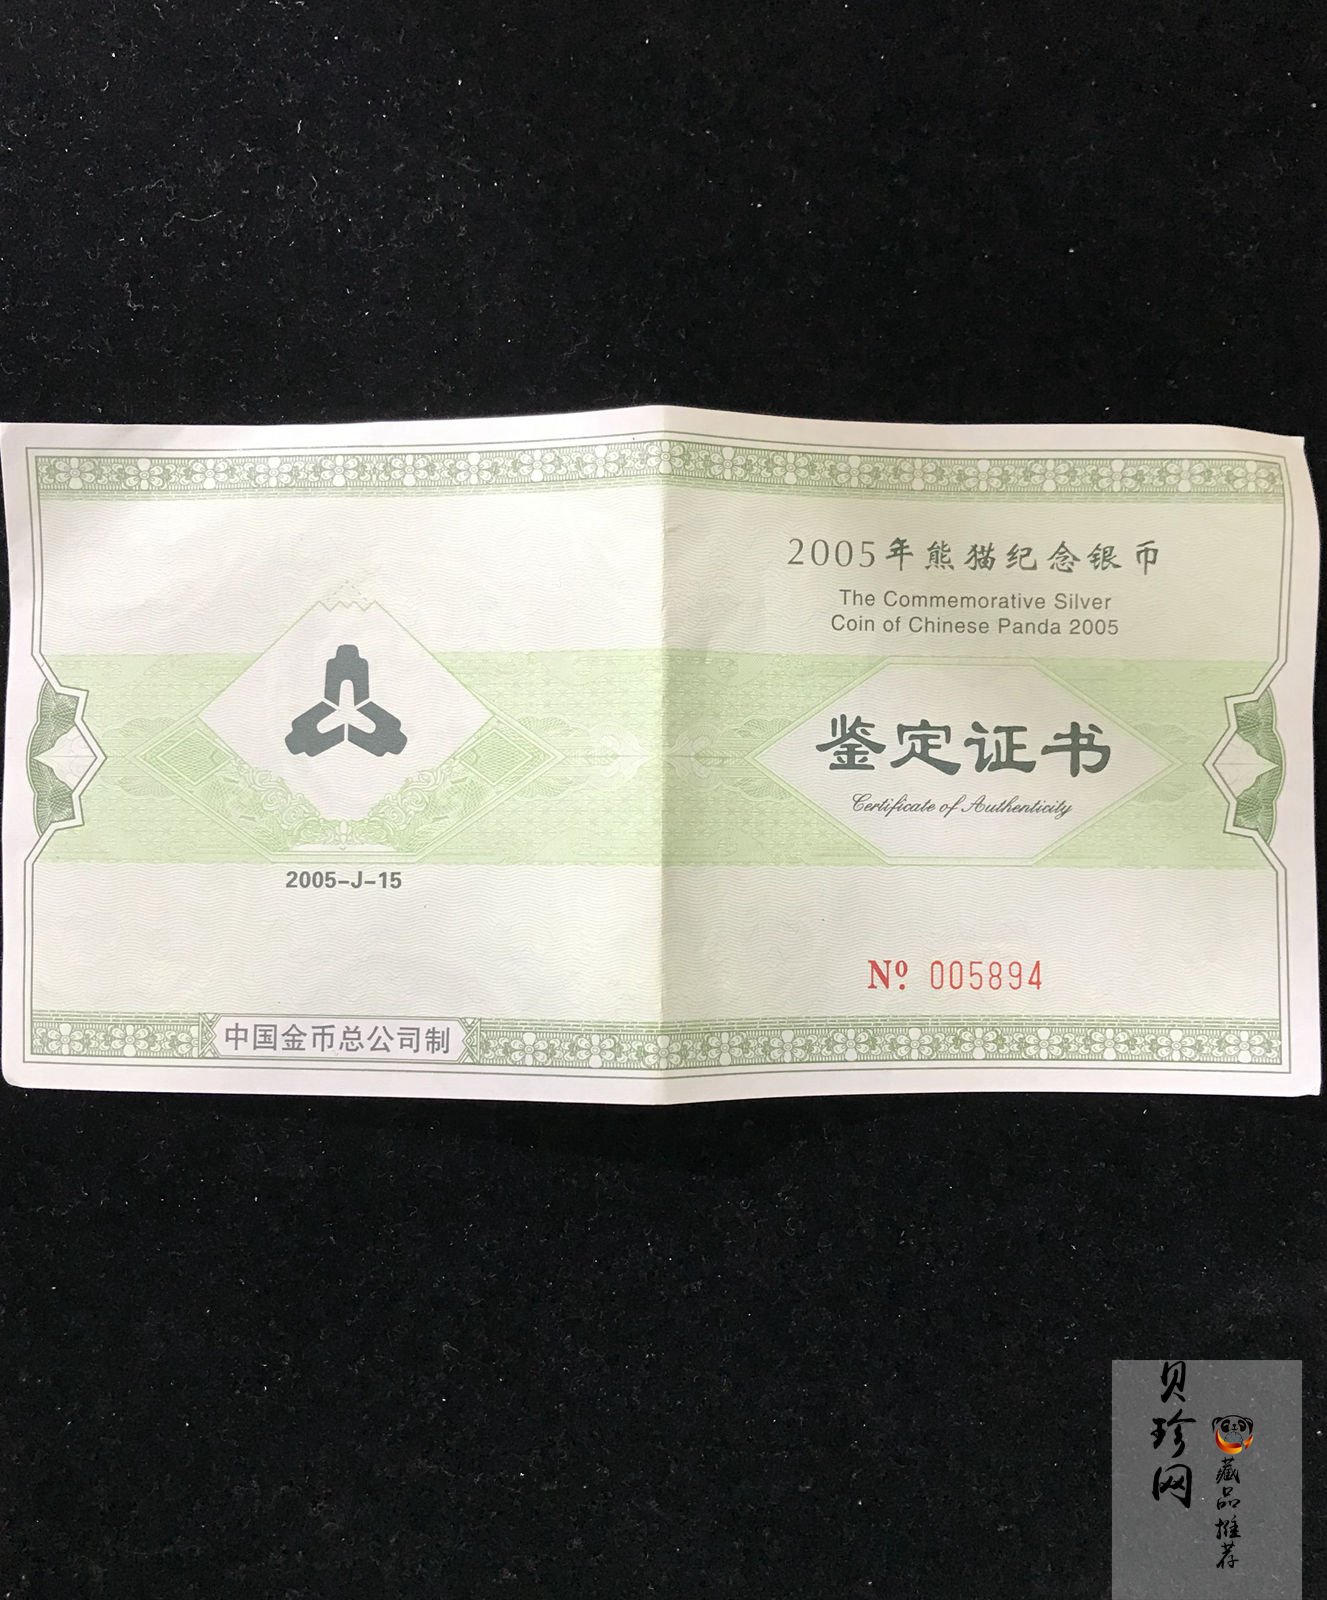 2005年熊猫纪念银币
The Commemorative Silver
Coin of Chinese Panda 2005
鉴定证书
Certificate of Authenticity
2005-J-15
Nº. 005894
中国金币总公司制
贝珍网
藏品推荐